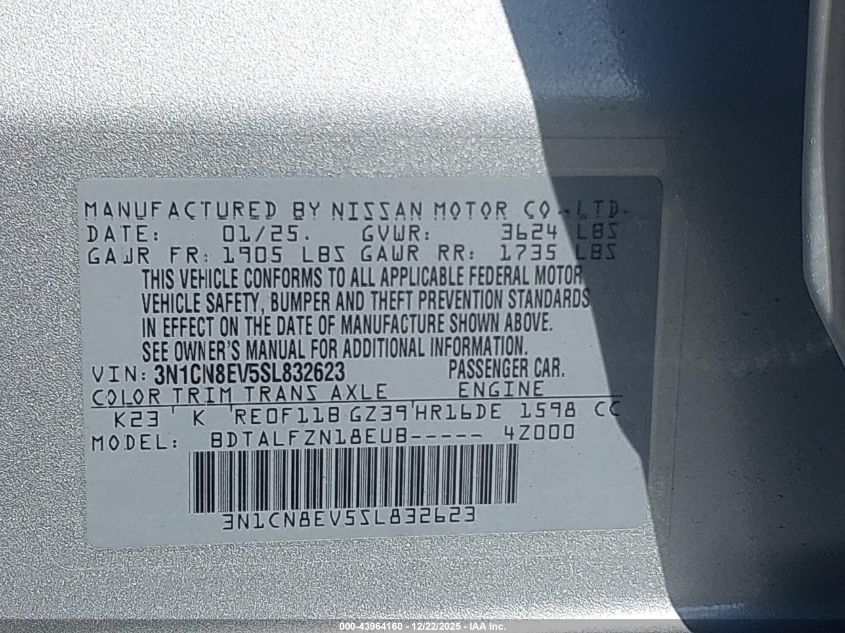 MANUFACTURED BY NISSAN MOTOR CO.,LTD.
DATE: 01/25. GVWR: 3624 LBS
GAWR FR: 1905 LBS GAWR RR: 1735 LBS
THIS VEHICLE CONFORMS TO ALL APPLICABLE FEDERAL MOTOR
VEHICLE SAFETY, BUMPER AND THEFT PREVENTION STANDARDS
IN EFFECT ON THE DATE OF MANUFACTURE SHOWN ABOVE.
SEE OWNER'S MANUAL FOR ADDITIONAL INFORMATION.
VIN: 3N1CN8EV5SL832623 PASSENGER CAR.
COLOR TRIM TRANS AXLE ENGINE
K23 K RE0F11B GZ39 HR16DE 1598 CC
MODEL: BDTALFZN18EUB----- 4Z000
3N1CN8EV5SL832623
000-43964160 - 12/22/2025 - IAA Inc.